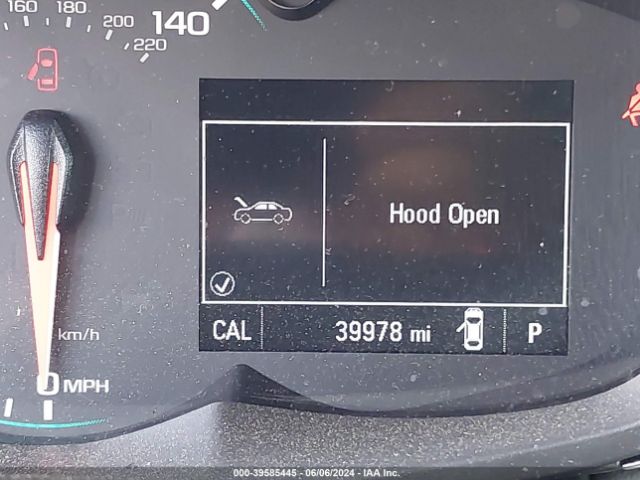 140
160 180 200 220
Hood Open
km/h
CAL 39978 mi P
0 MPH
000-39585445 - 06/06/2024 - IAA Inc.